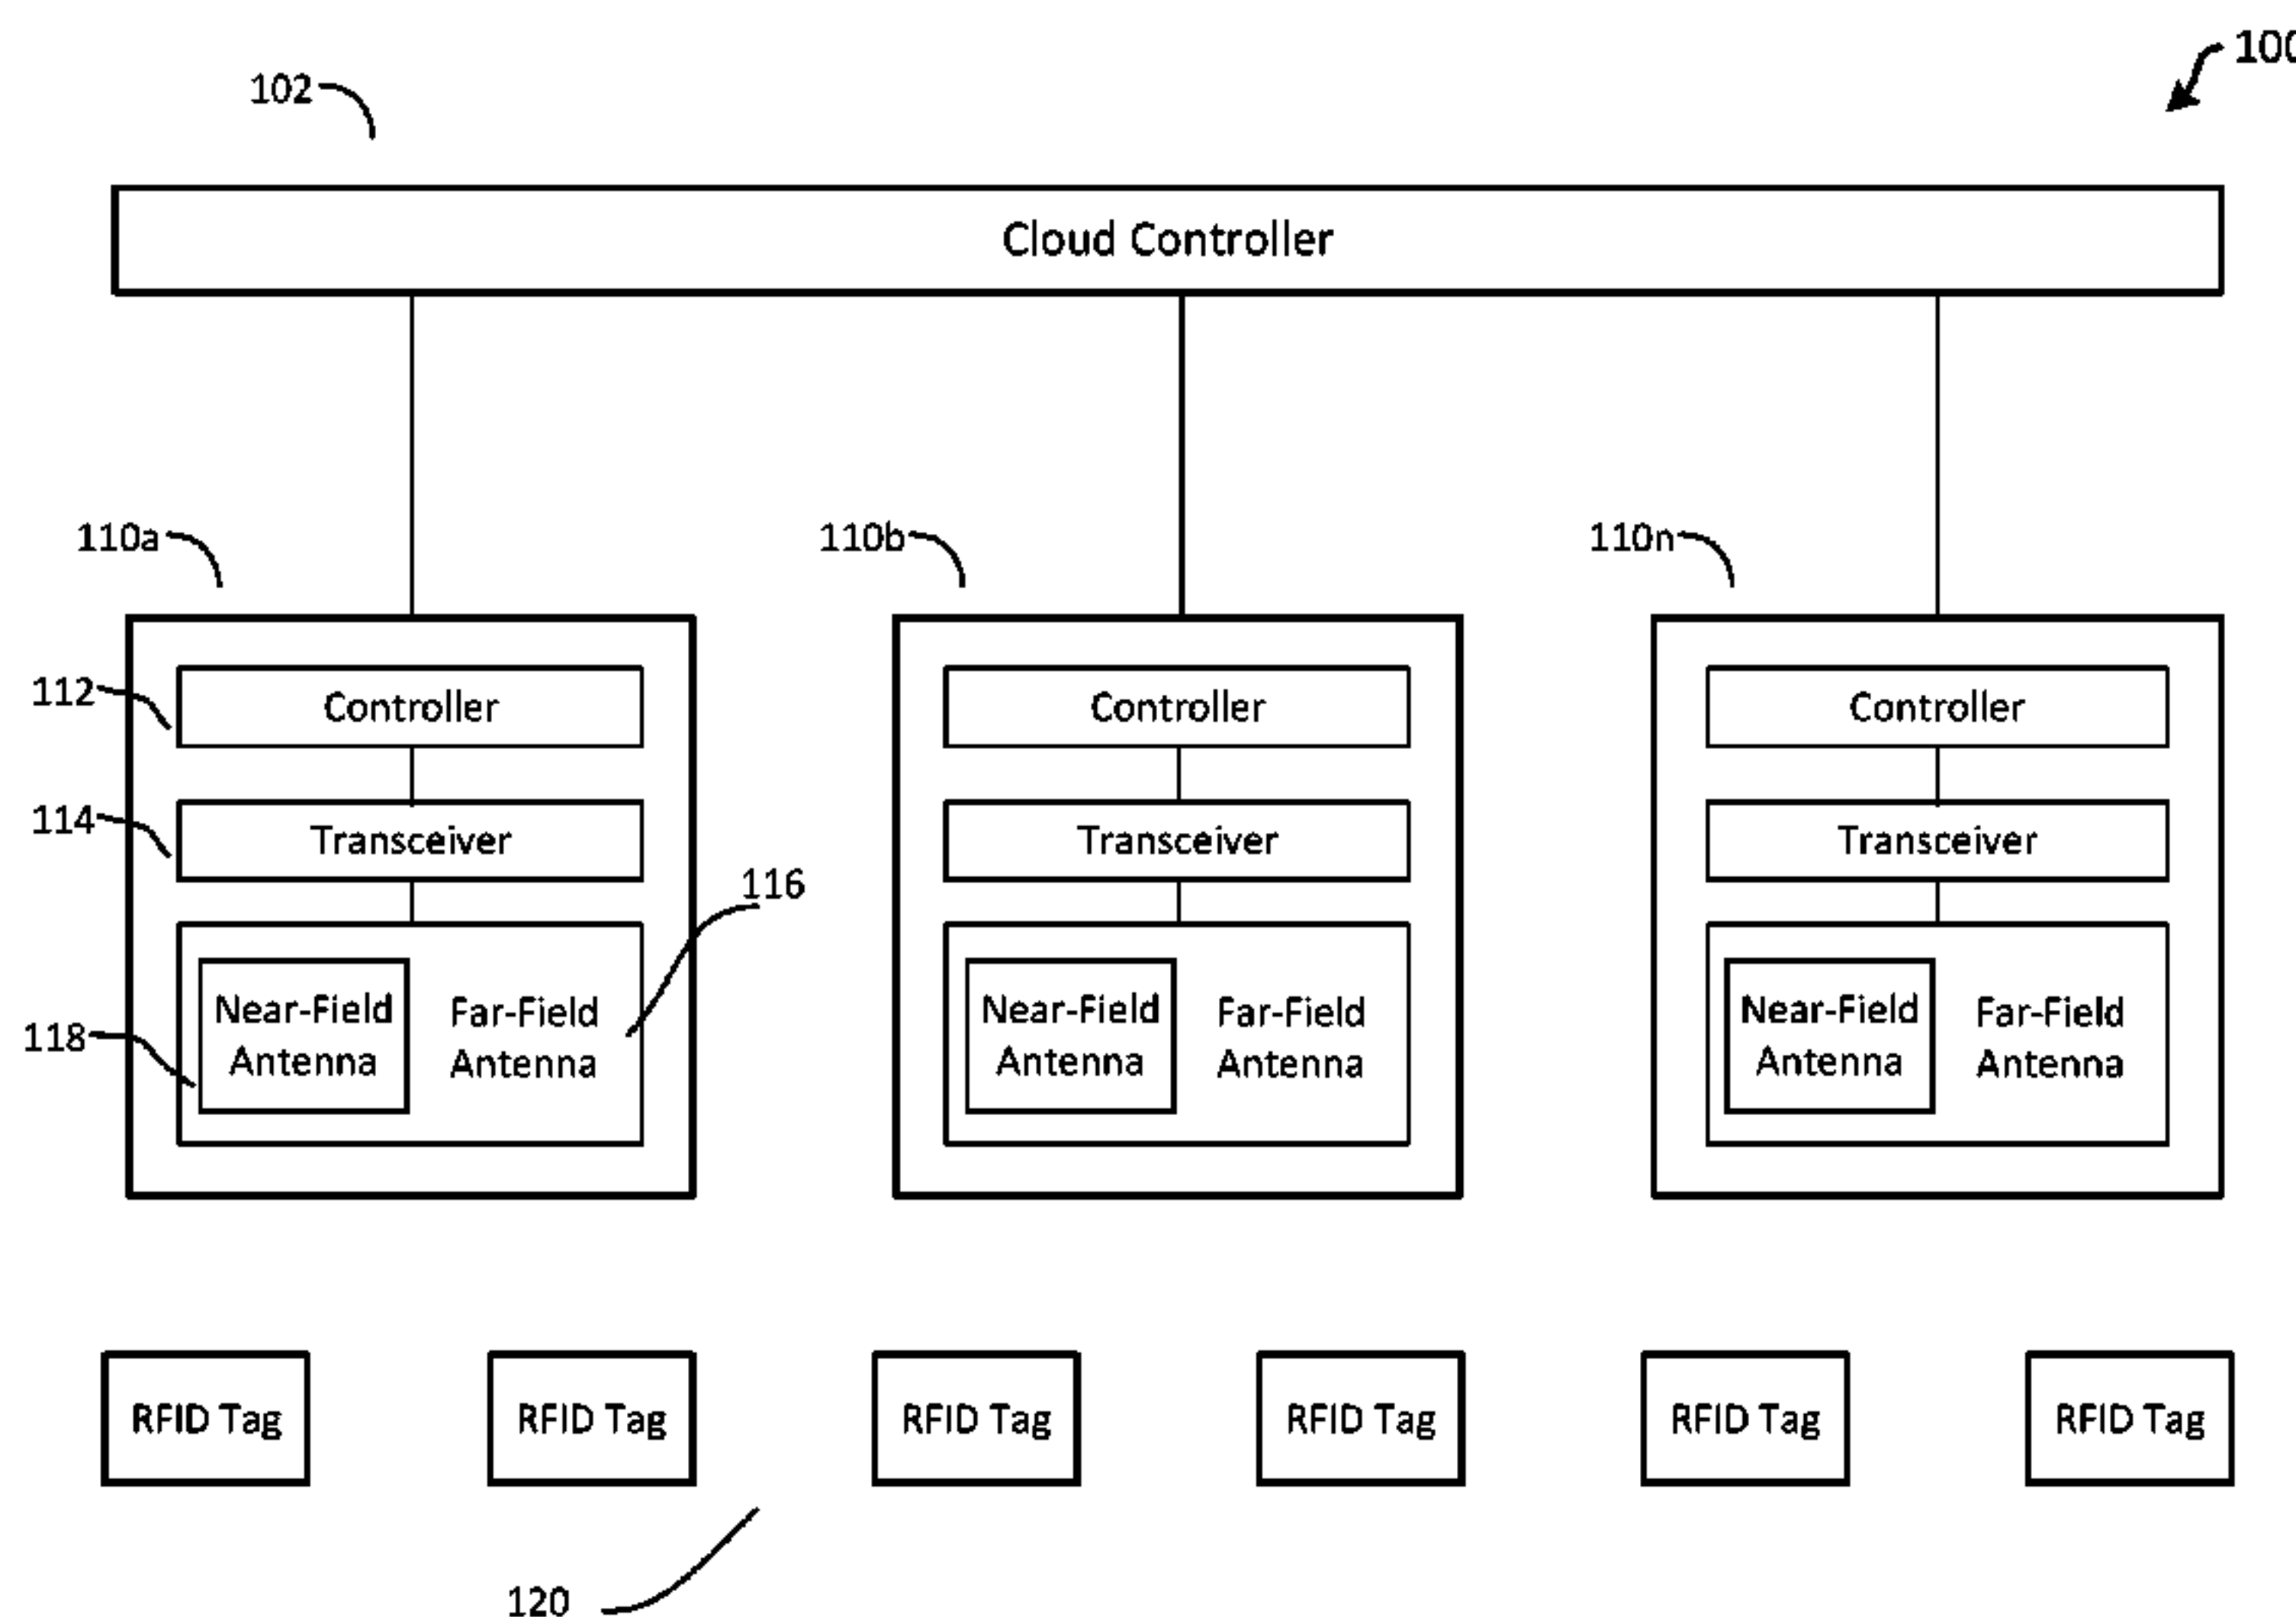 100
102
Cloud Controller
110a
110b
110n
112
Controller
Controller
Controller
114
Transceiver
Transceiver
Transceiver
116
118
Near-Field
Antenna
Far-Field
Antenna
Near-Field
Antenna
Far-Field
Antenna
Near-Field
Antenna
Far-Field
Antenna
RFID Tag
RFID Tag
RFID Tag
RFID Tag
RFID Tag
RFID Tag
120